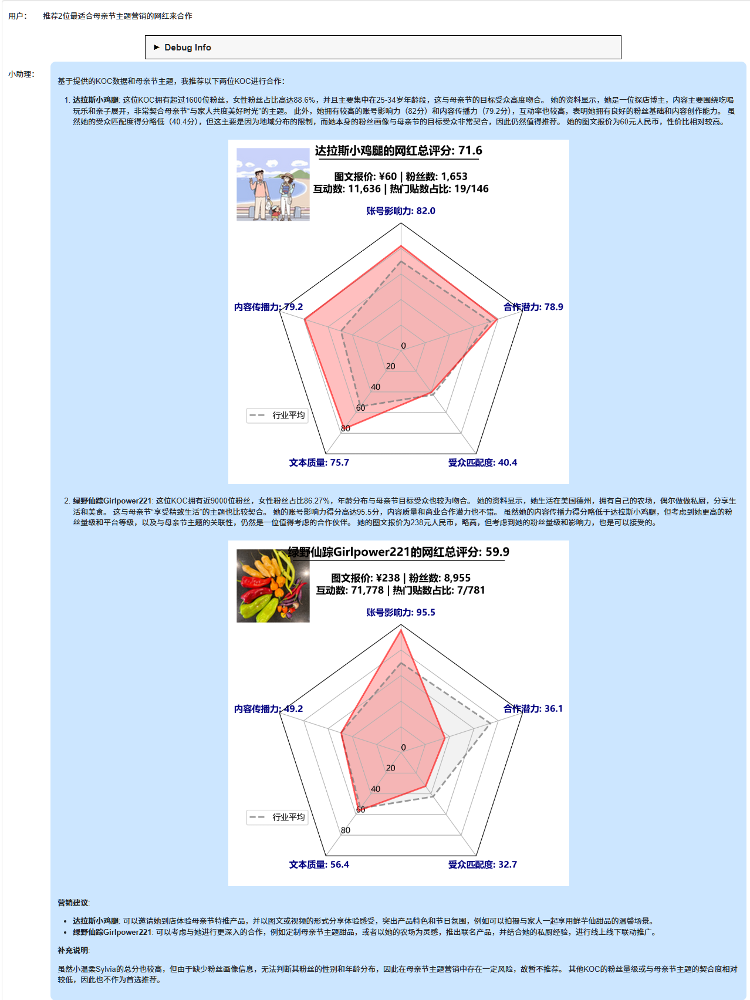 用户： 推荐2位最适合母亲节主题营销的网红来合作
► Debug Info
小助理：
基于提供的KOC数据和母亲节主题，我推荐以下两位KOC进行合作：
1. 达拉斯小鸡腿: 这位KOC拥有超过1600位粉丝，女性粉丝占比高达88.6%，并且主要集中在25-34岁年龄段，这与母亲节的目标受众高度吻合。 她的资料显示，她是一位探店博主，内容主要围绕吃喝
玩乐和亲子展开，非常契合母亲节“与家人共度美好时光”的主题。 此外，她拥有较高的账号影响力（82分）和内容传播力（79.2分），互动率也较高，表明她拥有良好的粉丝基础和内容创作能力。 虽
然她的受众匹配度得分略低（40.4分），但这主要是因为地域分布的限制，而她本身的粉丝画像与母亲节的目标受众非常契合，因此仍然值得推荐。 她的图文报价为60元人民币，性价比相对较高。
达拉斯小鸡腿的网红总评分: 71.6
图文报价: ¥60 | 粉丝数: 1,653
互动数: 11,636 | 热门贴数占比: 19/146
账号影响力: 82.0
内容传播力: 79.2
合作潜力: 78.9
0
20
40
60
80
行业平均
文本质量: 75.7
受众匹配度: 40.4
2. 绿野仙踪Girlpower221: 这位KOC拥有近9000位粉丝，女性粉丝占比86.27%，年龄分布与母亲节目标受众也较为吻合。 她的资料显示，她生活在美国德州，拥有自己的农场，偶尔做做私厨，分享生
活和美食。 这与母亲节“享受精致生活”的主题也比较契合。 她的账号影响力得分高达95.5分，内容质量和商业合作潜力也不错。 虽然她的内容传播力得分略低于达拉斯小鸡腿，但考虑到她更高的粉
丝量级和平台等级，以及与母亲节主题的关联性，仍然是一位值得考虑的合作伙伴。 她的图文报价为238元人民币，略高，但考虑到她的粉丝量级和影响力，也是可以接受的。
绿野仙踪Girlpower221的网红总评分: 59.9
图文报价: ¥238 | 粉丝数: 8,955
互动数: 71,778 | 热门贴数占比: 7/781
账号影响力: 95.5
内容传播力: 49.2
合作潜力: 36.1
0
20
40
60
80
行业平均
文本质量: 56.4
受众匹配度: 32.7
营销建议:
• 达拉斯小鸡腿: 可以邀请她到店体验母亲节特推产品，并以图文或视频的形式分享体验感受，突出产品特色和节日氛围，例如可以拍摄与家人一起享用鲜芋仙甜品的温馨场景。
• 绿野仙踪Girlpower221: 可以考虑与她进行更深入的合作，例如定制母亲节主题甜品，或者以她的农场为灵感，推出联名产品，并结合她的私厨经验，进行线上线下联动推广。
补充说明:
虽然小温柔Sylvia的总分也较高，但由于缺少粉丝画像信息，无法判断其粉丝的性别和年龄分布，因此在母亲节主题营销中存在一定风险，故暂不推荐。 其他KOC的粉丝量级或与母亲节主题的契合度相对
较低，因此也不作为首选推荐。